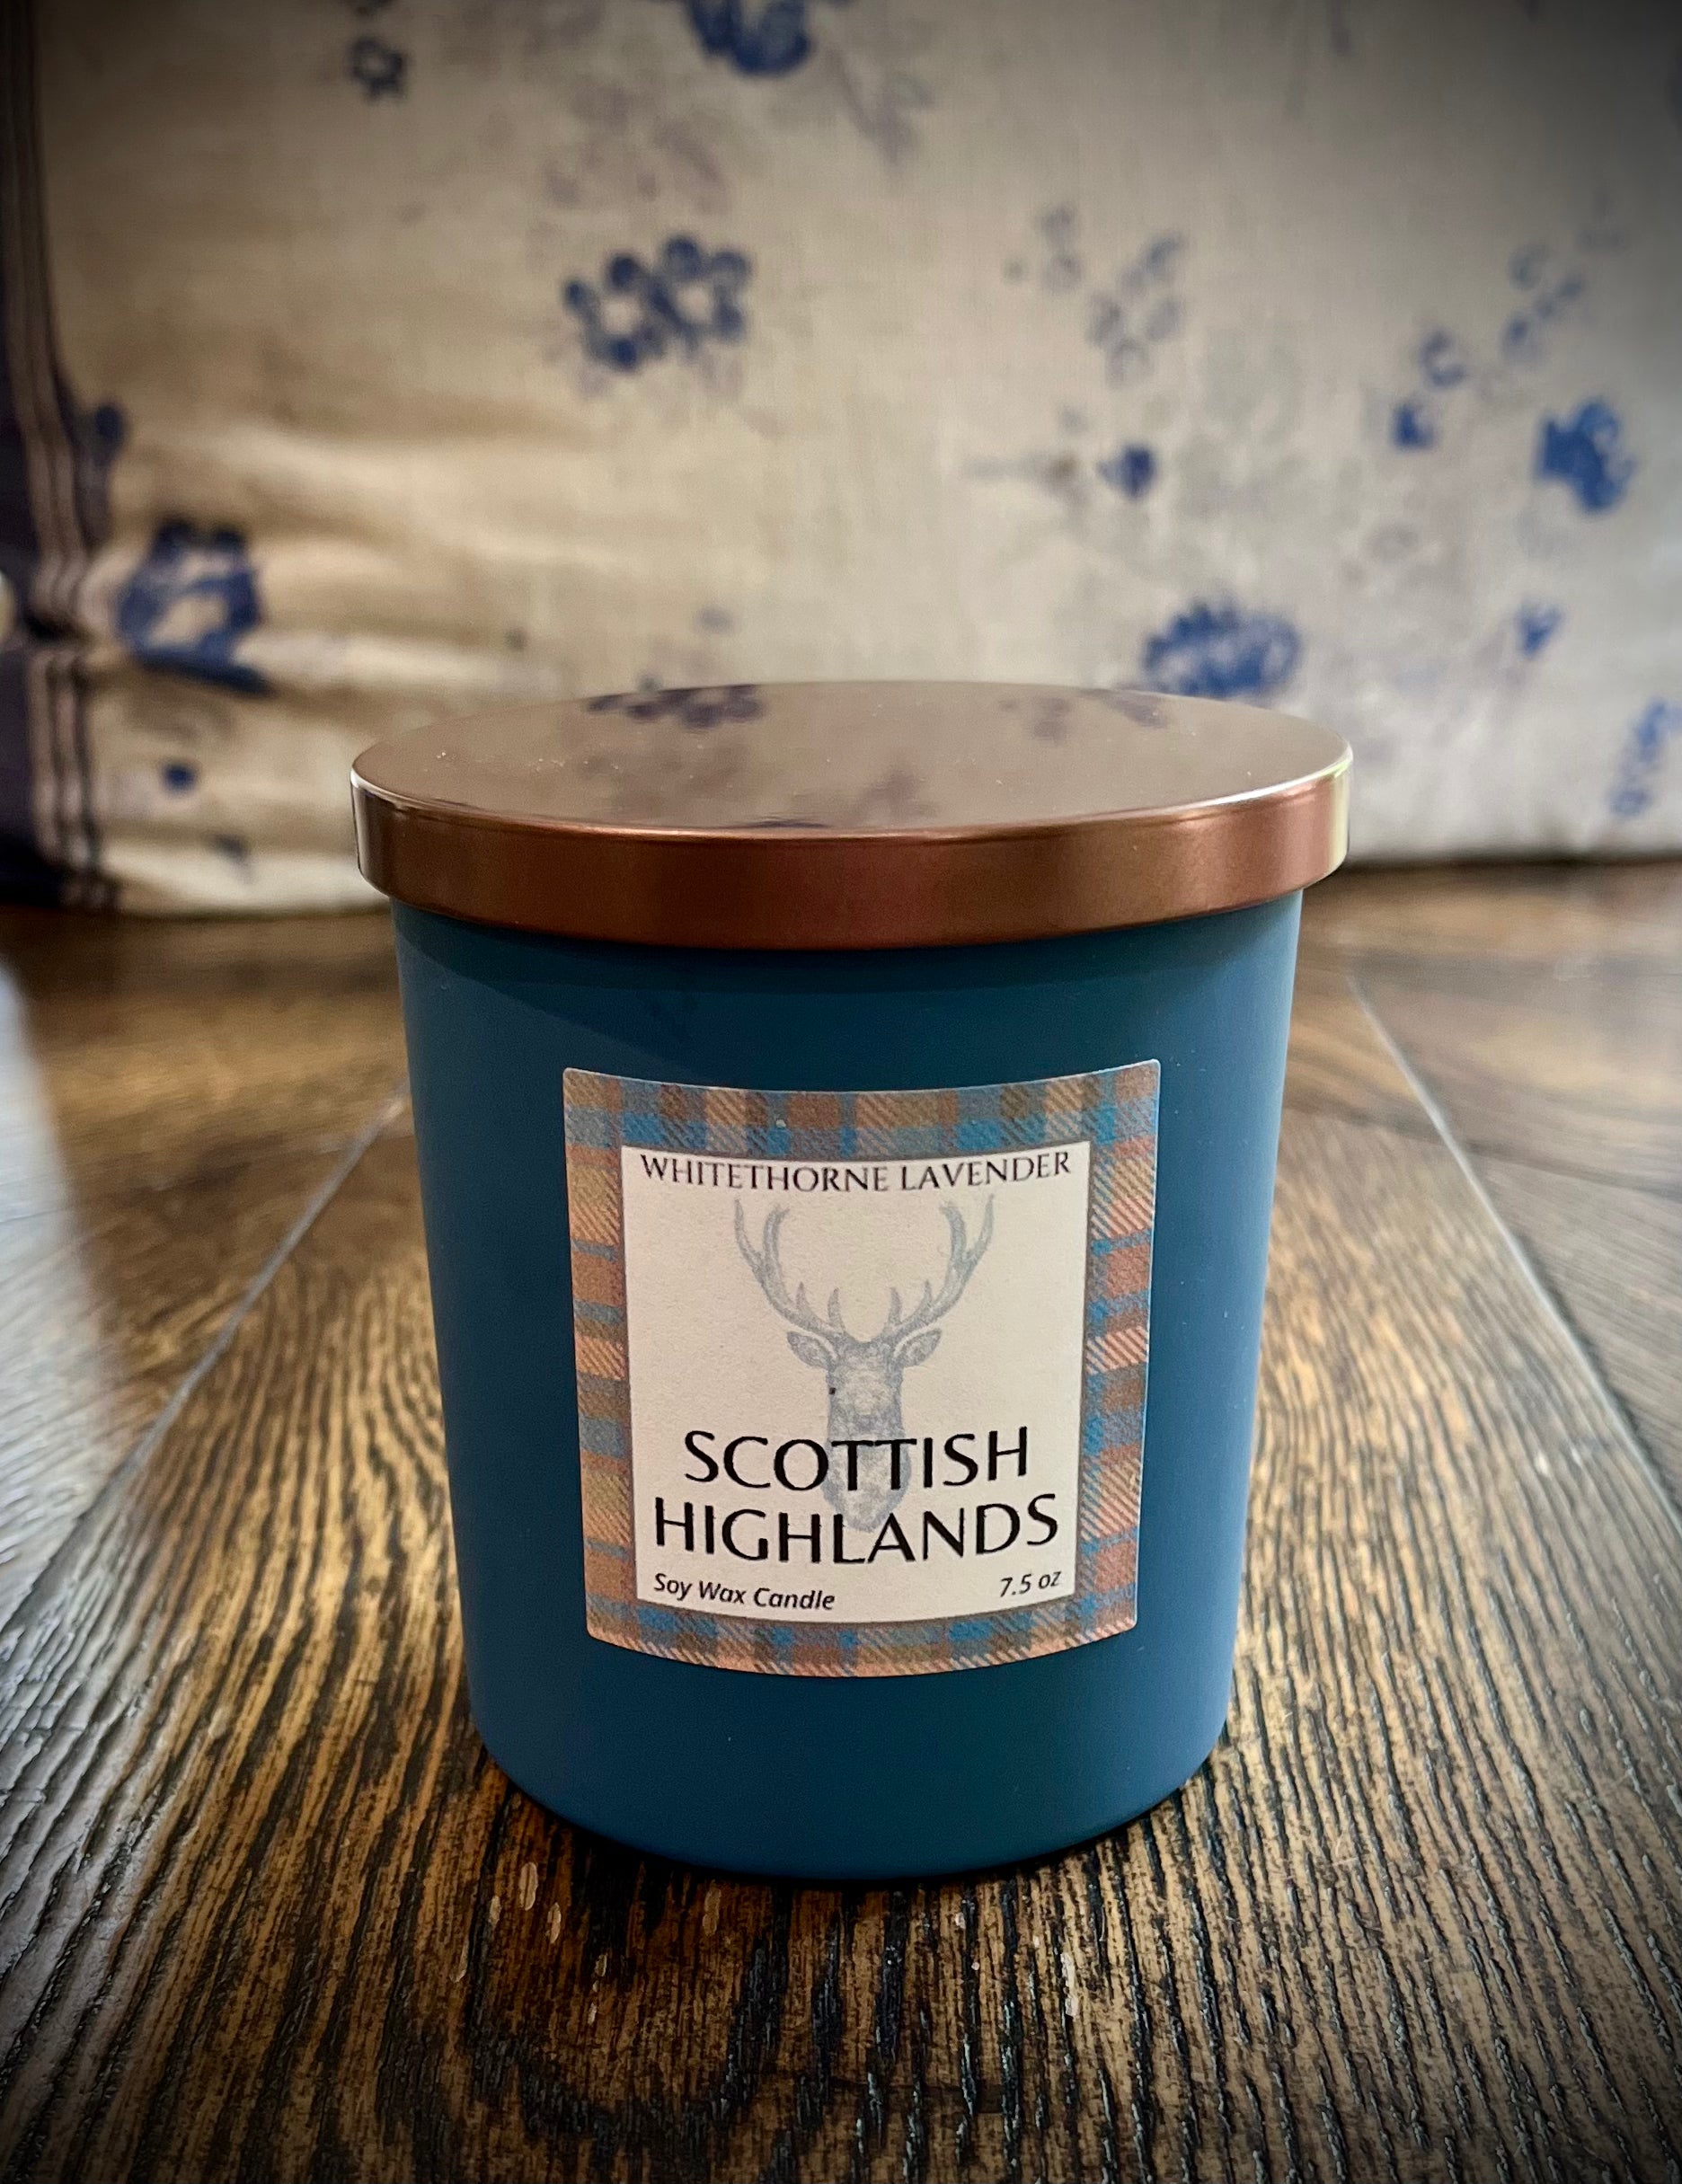 WHITETHORNE LAVENDER
SCOTTISH
HIGHLANDS
Soy Wax Candle 7.5 oz